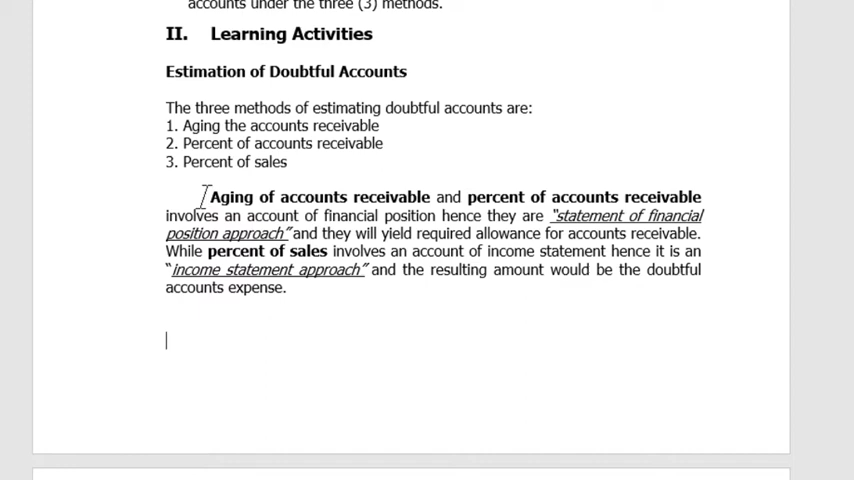 accounts under the three (3) methods.
II. Learning Activities
Estimation of Doubtful Accounts
The three methods of estimating doubtful accounts are:
1. Aging the accounts receivable
2. Percent of accounts receivable
3. Percent of sales
Aging of accounts receivable and percent of accounts receivable
involves an account of financial position hence they are "statement of financial
position approach" and they will yield required allowance for accounts receivable.
While percent of sales involves an account of income statement hence it is an
"income statement approach" and the resulting amount would be the doubtful
accounts expense.